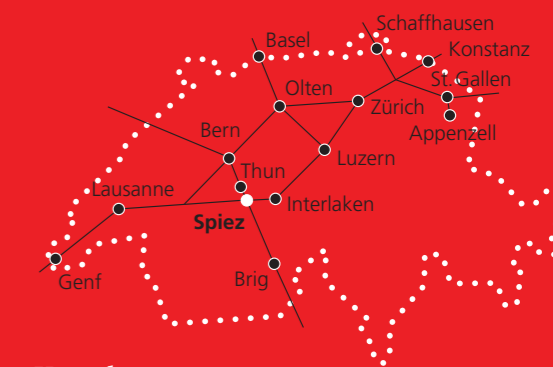 Schaffhausen
Basel
Konstanz
St. Gallen
Olten
Zürich
Appenzell
Bern
Luzern
Thun
Lausanne
Interlaken
Spiez
Genf
Brig